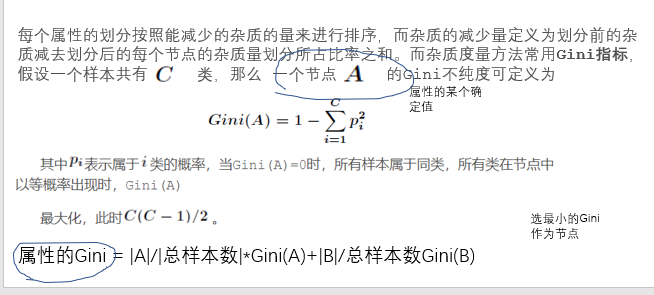 每个属性的划分按照能减少的杂质的量来进行排序，而杂质的减少量定义为划分前的杂
质减去划分后的每个节点的杂质量划分所占比率之和。而杂质度量方法常用Gini指标，
假设一个样本共有 C 类，那么 一个节点 A 的Gini不纯度可定义为
属性的某个确
定值
Gini(A) = 1 − \sum_{i=1}^{C} p_i^2
其中p_i表示属于i类的概率，当Gini(A)=0时，所有样本属于同类，所有类在节点中
以等概率出现时，Gini(A)
最大化，此时C(C − 1)/2 。
选最小的Gini
作为节点
属性的Gini = |A|/|总样本数|*Gini(A)+|B|/总样本数Gini(B)